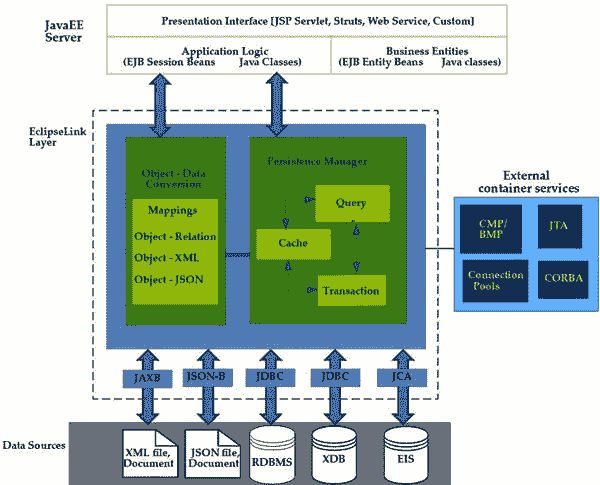 JavaEE
Server
Presentation Interface [JSP Servlet, Struts, Web Service, Custom]
Application Logic
(EJB Session Beans Java Classes)
Business Entities
(EJB Entity Beans Java classes)
EclipseLink
Layer
Object - Data
Conversion
Mappings
Object - Relation
Object - XML
Object - JSON
Persistence Manager
Query
Cache
Transaction
External
container services
CMP/
BMP
JTA
Connection
Pools
CORBA
JAXB
JSON-B
JDBC
JDBC
JCA
Data Sources
XML file,
Document
JSON file,
Document
RDBMS
XDB
EIS